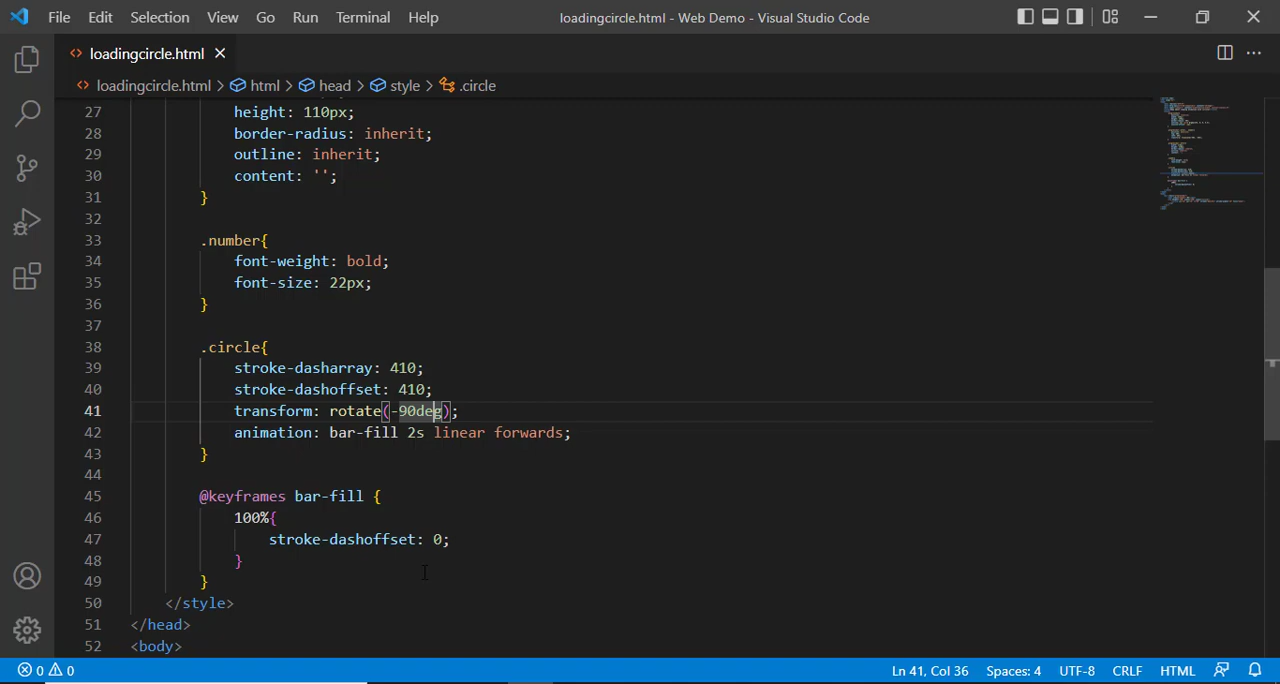 File Edit Selection View Go Run Terminal Help loadingcircle.html - Web Demo - Visual Studio Code
<> loadingcircle.html ×
<> loadingcircle.html > html > head > style > .circle
27 height: 110px;
28 border-radius: inherit;
29 outline: inherit;
30 content: '';
31 }
32
33 .number{
34 font-weight: bold;
35 font-size: 22px;
36 }
37
38 .circle{
39 stroke-dasharray: 410;
40 stroke-dashoffset: 410;
41 transform: rotate(-90deg);
42 animation: bar-fill 2s linear forwards;
43 }
44
45 @keyframes bar-fill {
46 100%{
47 stroke-dashoffset: 0;
48 }
49 }
50 </style>
51 </head>
52 <body>
0 0 Ln 41, Col 36 Spaces: 4 UTF-8 CRLF HTML